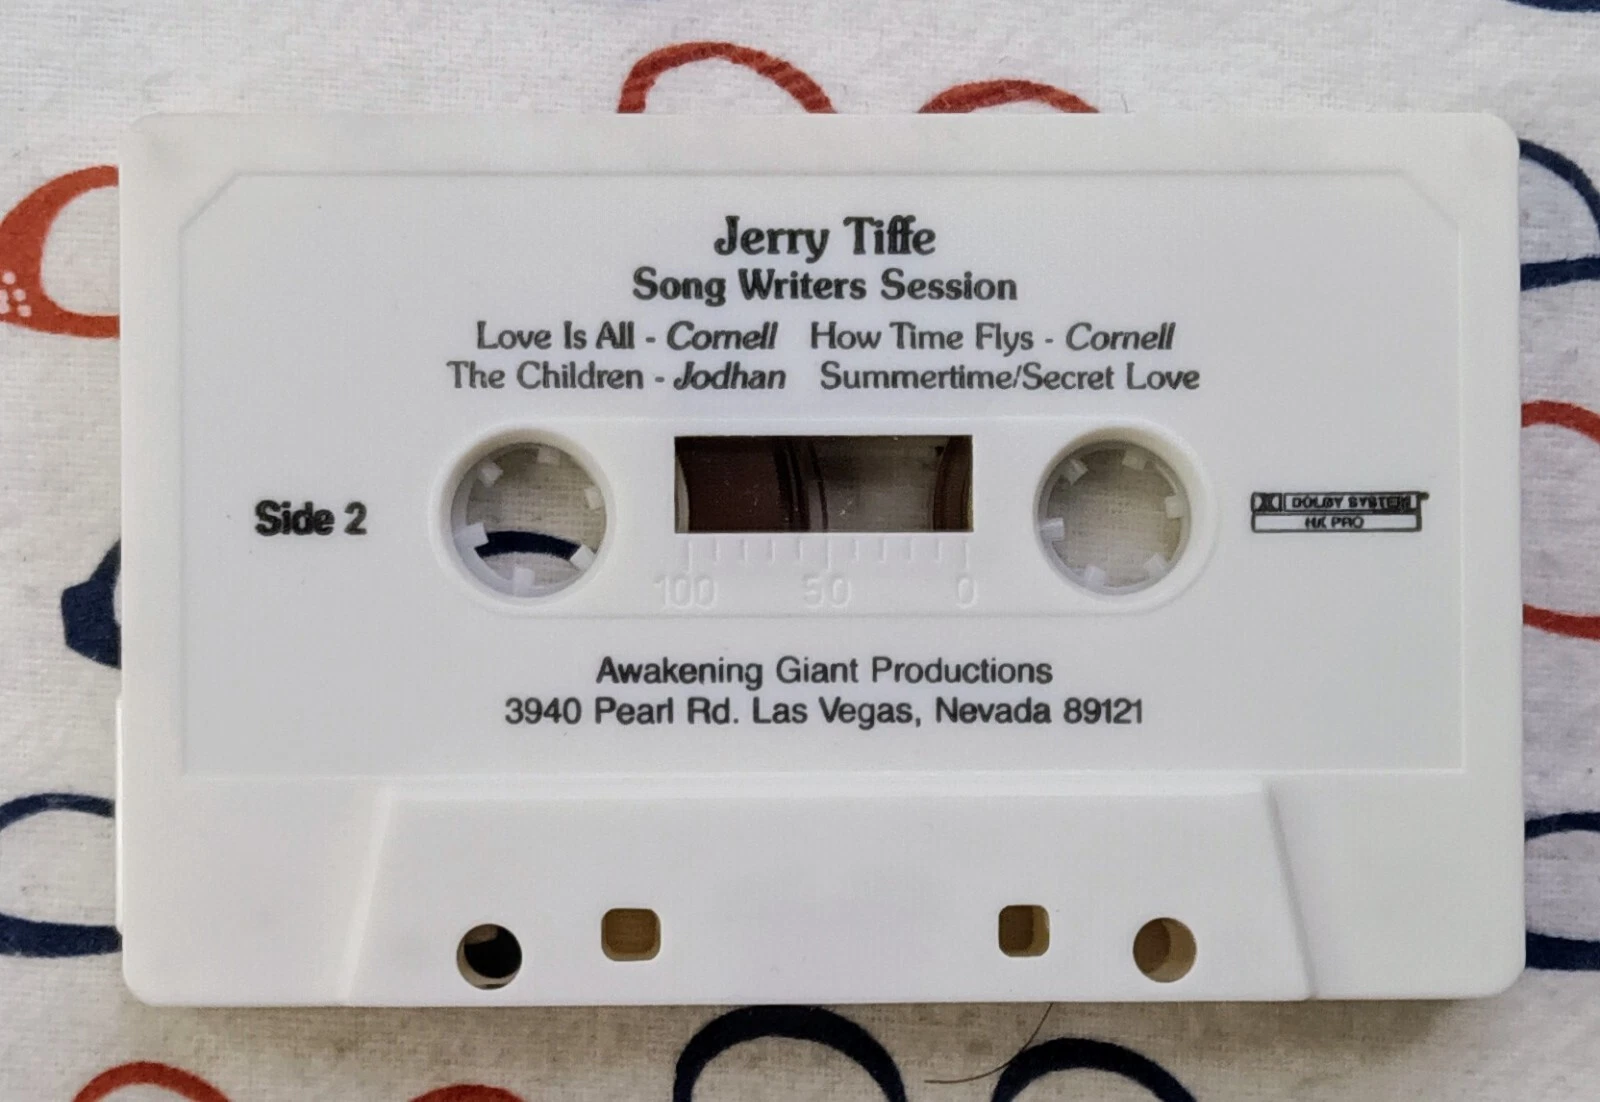 Jerry Tiffe
Song Writers Session
Love Is All - Cornell How Time Flys - Cornell
The Children - Jodhan Summertime/Secret Love
Side 2
DOLBY SYSTEM
HX PRO
100 50 0
Awakening Giant Productions
3940 Pearl Rd. Las Vegas, Nevada 89121